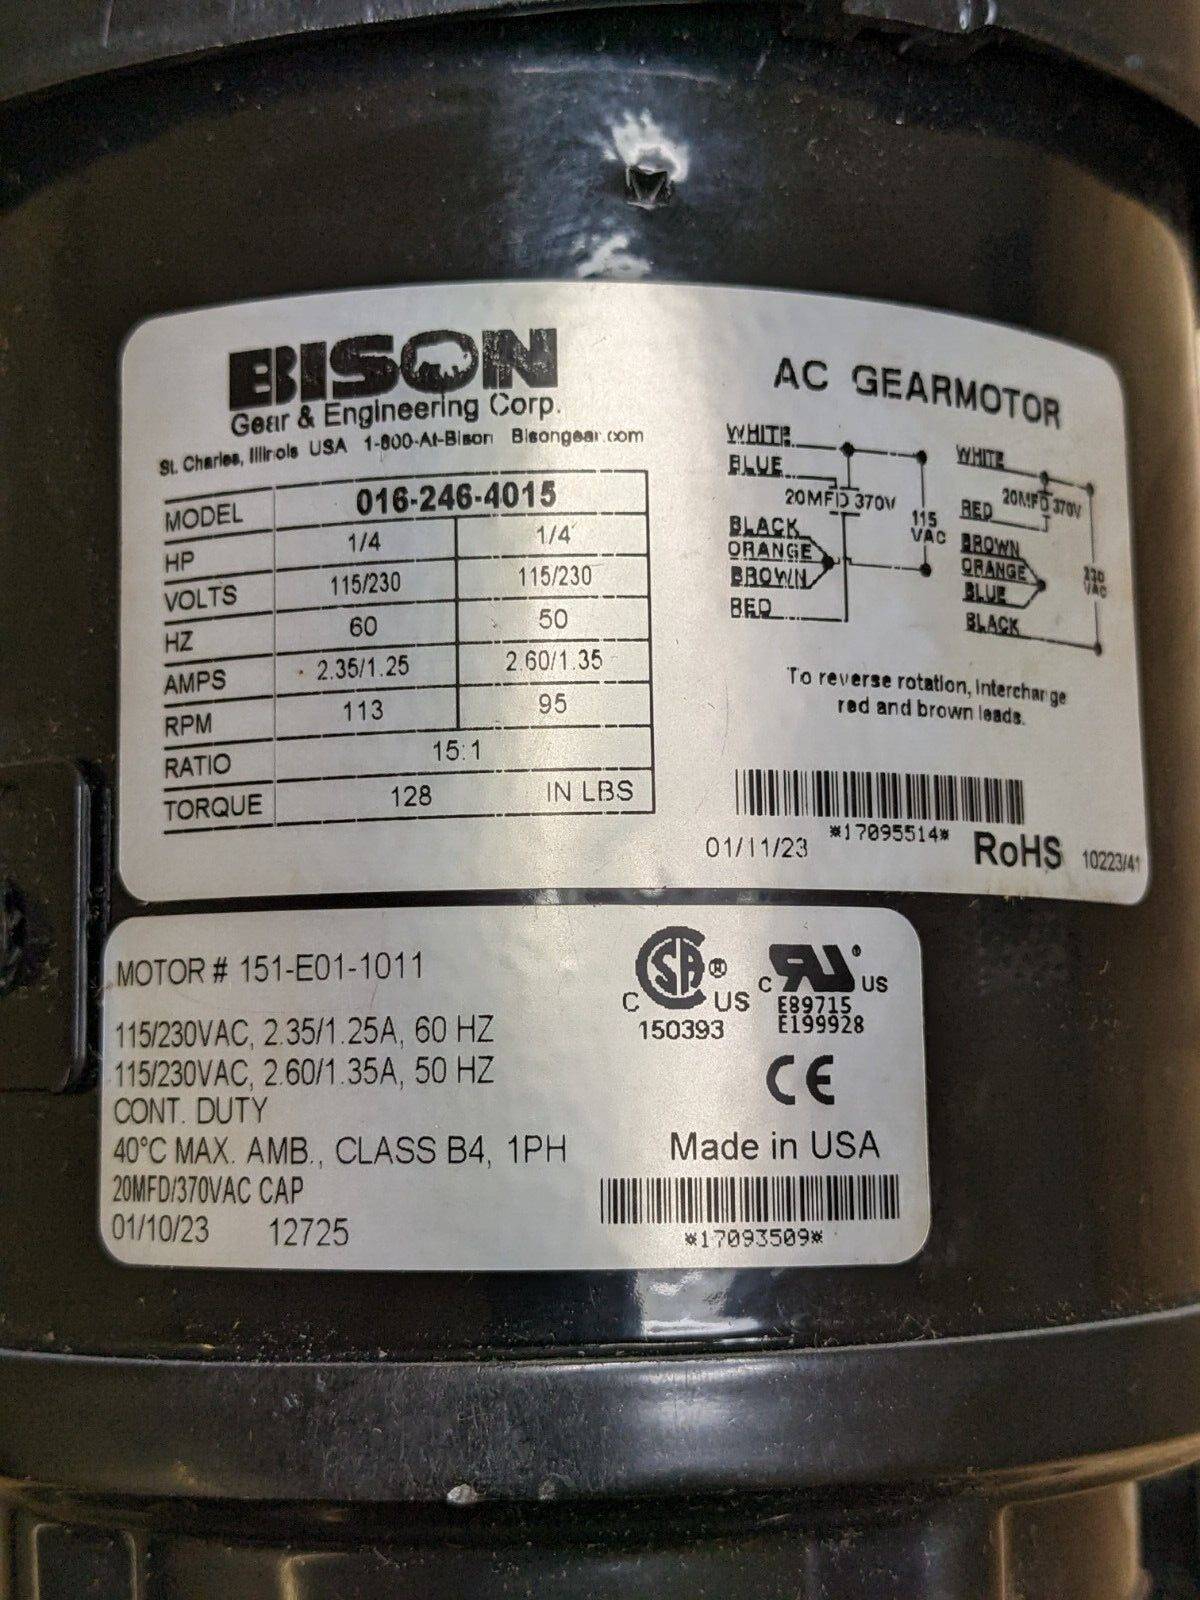 BISON
Gear & Engineering Corp.
St. Charles, Illinois USA 1-800-At-Bison Bisongear.com
MODEL 016-246-4015
HP 1/4 1/4
VOLTS 115/230 115/230
HZ 60 50
AMPS 2.35/1.25 2.60/1.35
RPM 113 95
RATIO 15:1
TORQUE 128 IN LBS
AC GEARMOTOR
WHITE
BLUE
20MFD 370V
BLACK
ORANGE
BROWN
RED
115
VAC
WHITE
RED
20MFD 370V
BROWN
ORANGE
BLUE
BLACK
230
VAC
To reverse rotation, interchange
red and brown leads.
*17095514*
01/11/23 RoHS 10223/41
MOTOR # 151-E01-1011
115/230VAC, 2.35/1.25A, 60 HZ
115/230VAC, 2.60/1.35A, 50 HZ
CONT. DUTY
40°C MAX. AMB., CLASS B4, 1PH
20MFD/370VAC CAP
01/10/23 12725
C SA® US
150393
c RU® US
E89715
E199928
CE
Made in USA
*17093509*